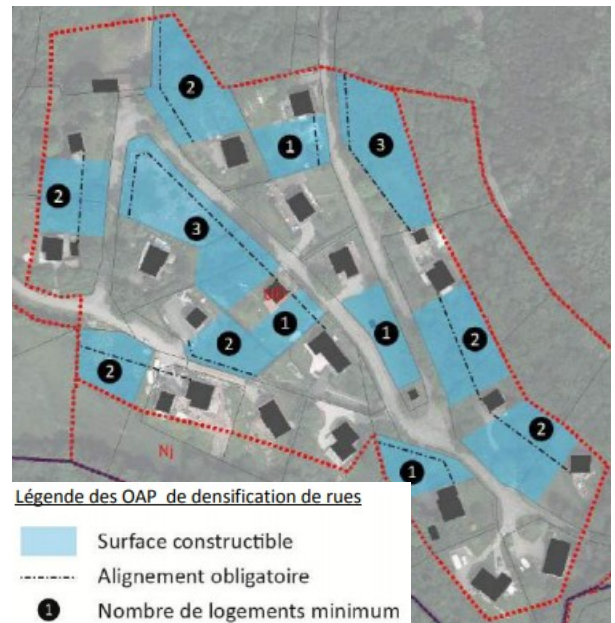 2
1
3
2
3
1
2
1
2
2
2
1
Nj
Légende des OAP de densification de rues
Surface constructible
Alignement obligatoire
1 Nombre de logements minimum